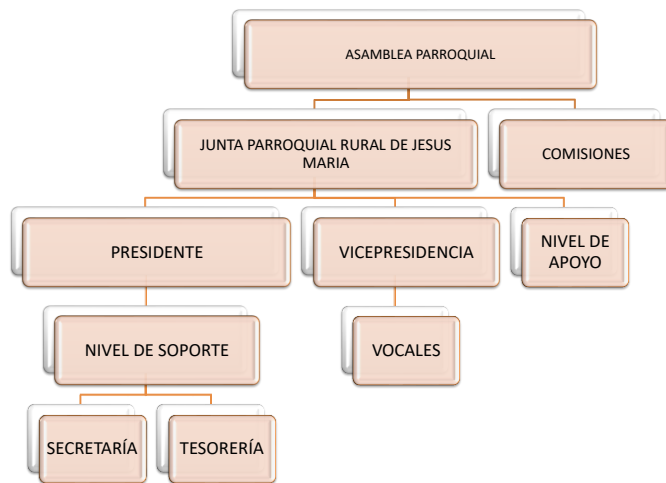 ASAMBLEA PARROQUIAL
JUNTA PARROQUIAL RURAL DE JESUS
MARIA
COMISIONES
PRESIDENTE
VICEPRESIDENCIA
NIVEL DE
APOYO
NIVEL DE SOPORTE
VOCALES
SECRETARÍA
TESORERÍA